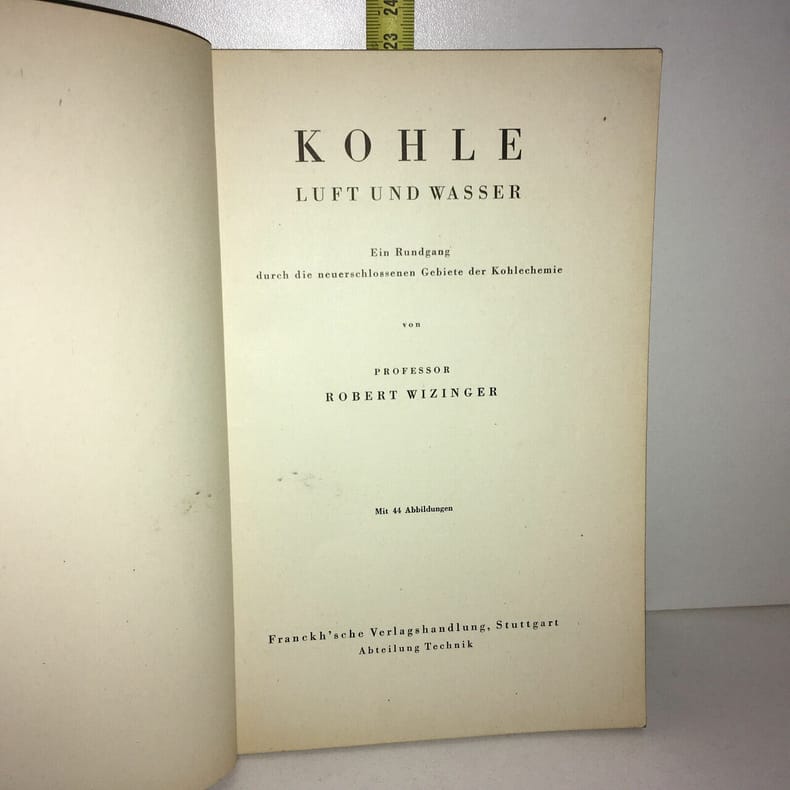 23 24
KOHLE
LUFT UND WASSER
Ein Rundgang
durch die neuerschlossenen Gebiete der Kohlechemie
von
PROFESSOR
ROBERT WIZINGER
Mit 44 Abbildungen
Franckh'sche Verlagshandlung, Stuttgart
Abteilung Technik